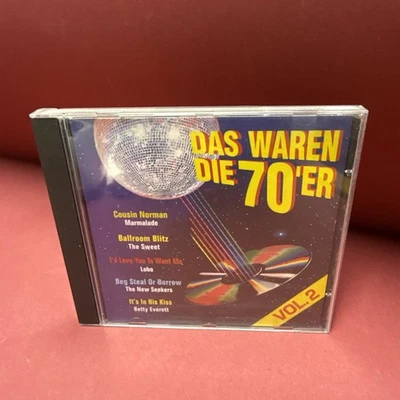 DAS WAREN
DIE 70'ER
Cousin Norman
Marmalade
Ballroom Blitz
The Sweet
I'd Love You To Want Me
Lobo
Beg Steal Or Borrow
The New Seekers
It's In His Kiss
Betty Everett
VOL.2